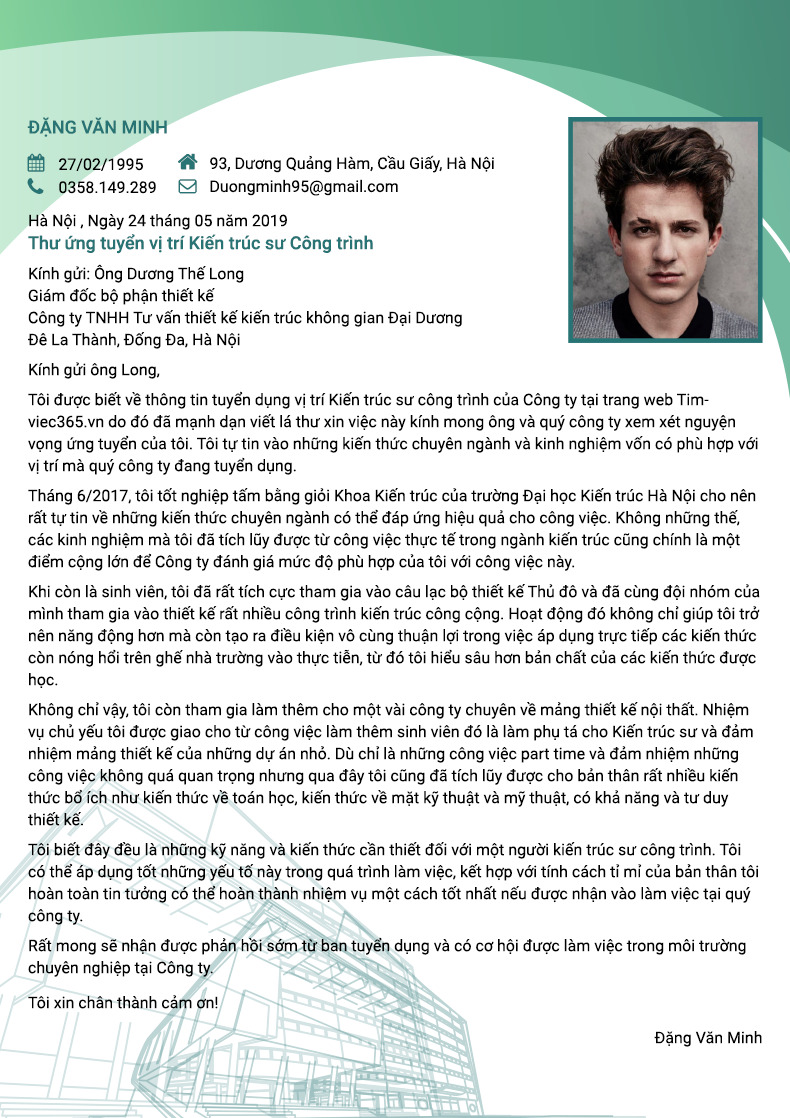 ĐẶNG VĂN MINH
27/02/1995
93, Dương Quảng Hàm, Cầu Giấy, Hà Nội
0358.149.289
Duongminh95@gmail.com
Hà Nội , Ngày 24 tháng 05 năm 2019
Thư ứng tuyển vị trí Kiến trúc sư Công trình
Kính gửi: Ông Dương Thế Long
Giám đốc bộ phận thiết kế
Công ty TNHH Tư vấn thiết kế kiến trúc không gian Đại Dương
Đê La Thành, Đống Đa, Hà Nội
Kính gửi ông Long,
Tôi được biết về thông tin tuyển dụng vị trí Kiến trúc sư công trình của Công ty tại trang web Tim-
viec365.vn do đó đã mạnh dạn viết lá thư xin việc này kính mong ông và quý công ty xem xét nguyện
vọng ứng tuyển của tôi. Tôi tự tin vào những kiến thức chuyên ngành và kinh nghiệm vốn có phù hợp với
vị trí mà quý công ty đang tuyển dụng.
Tháng 6/2017, tôi tốt nghiệp tấm bằng giỏi Khoa Kiến trúc của trường Đại học Kiến trúc Hà Nội cho nên
rất tự tin về những kiến thức chuyên ngành có thể đáp ứng hiệu quả cho công việc. Không những thế,
các kinh nghiệm mà tôi đã tích lũy được từ công việc thực tế trong ngành kiến trúc cũng chính là một
điểm cộng lớn để Công ty đánh giá mức độ phù hợp của tôi với công việc này.
Khi còn là sinh viên, tôi đã rất tích cực tham gia vào câu lạc bộ thiết kế Thủ đô và đã cùng đội nhóm của
mình tham gia vào thiết kế rất nhiều công trình kiến trúc công cộng. Hoạt động đó không chỉ giúp tôi trở
nên năng động hơn mà còn tạo ra điều kiện vô cùng thuận lợi trong việc áp dụng trực tiếp các kiến thức
còn nóng hổi trên ghế nhà trường vào thực tiễn, từ đó tôi hiểu sâu hơn bản chất của các kiến thức được
học.
Không chỉ vậy, tôi còn tham gia làm thêm cho một vài công ty chuyên về mảng thiết kế nội thất. Nhiệm
vụ chủ yếu tôi được giao cho từ công việc làm thêm sinh viên đó là làm phụ tá cho Kiến trúc sư và đảm
nhiệm mảng thiết kế của những dự án nhỏ. Dù chỉ là những công việc part time và đảm nhiệm những
công việc không quá quan trọng nhưng qua đây tôi cũng đã tích lũy được cho bản thân rất nhiều kiến
thức bổ ích như kiến thức về toán học, kiến thức về mặt kỹ thuật và mỹ thuật, có khả năng và tư duy
thiết kế.
Tôi biết đây đều là những kỹ năng và kiến thức cần thiết đối với một người kiến trúc sư công trình. Tôi
có thể áp dụng tốt những yếu tố này trong quá trình làm việc, kết hợp với tính cách tỉ mỉ của bản thân tôi
hoàn toàn tin tưởng có thể hoàn thành nhiệm vụ một cách tốt nhất nếu được nhận vào làm việc tại quý
công ty.
Rất mong sẽ nhận được phản hồi sớm từ ban tuyển dụng và có cơ hội được làm việc trong môi trường
chuyên nghiệp tại Công ty.
Tôi xin chân thành cảm ơn!
Đặng Văn Minh